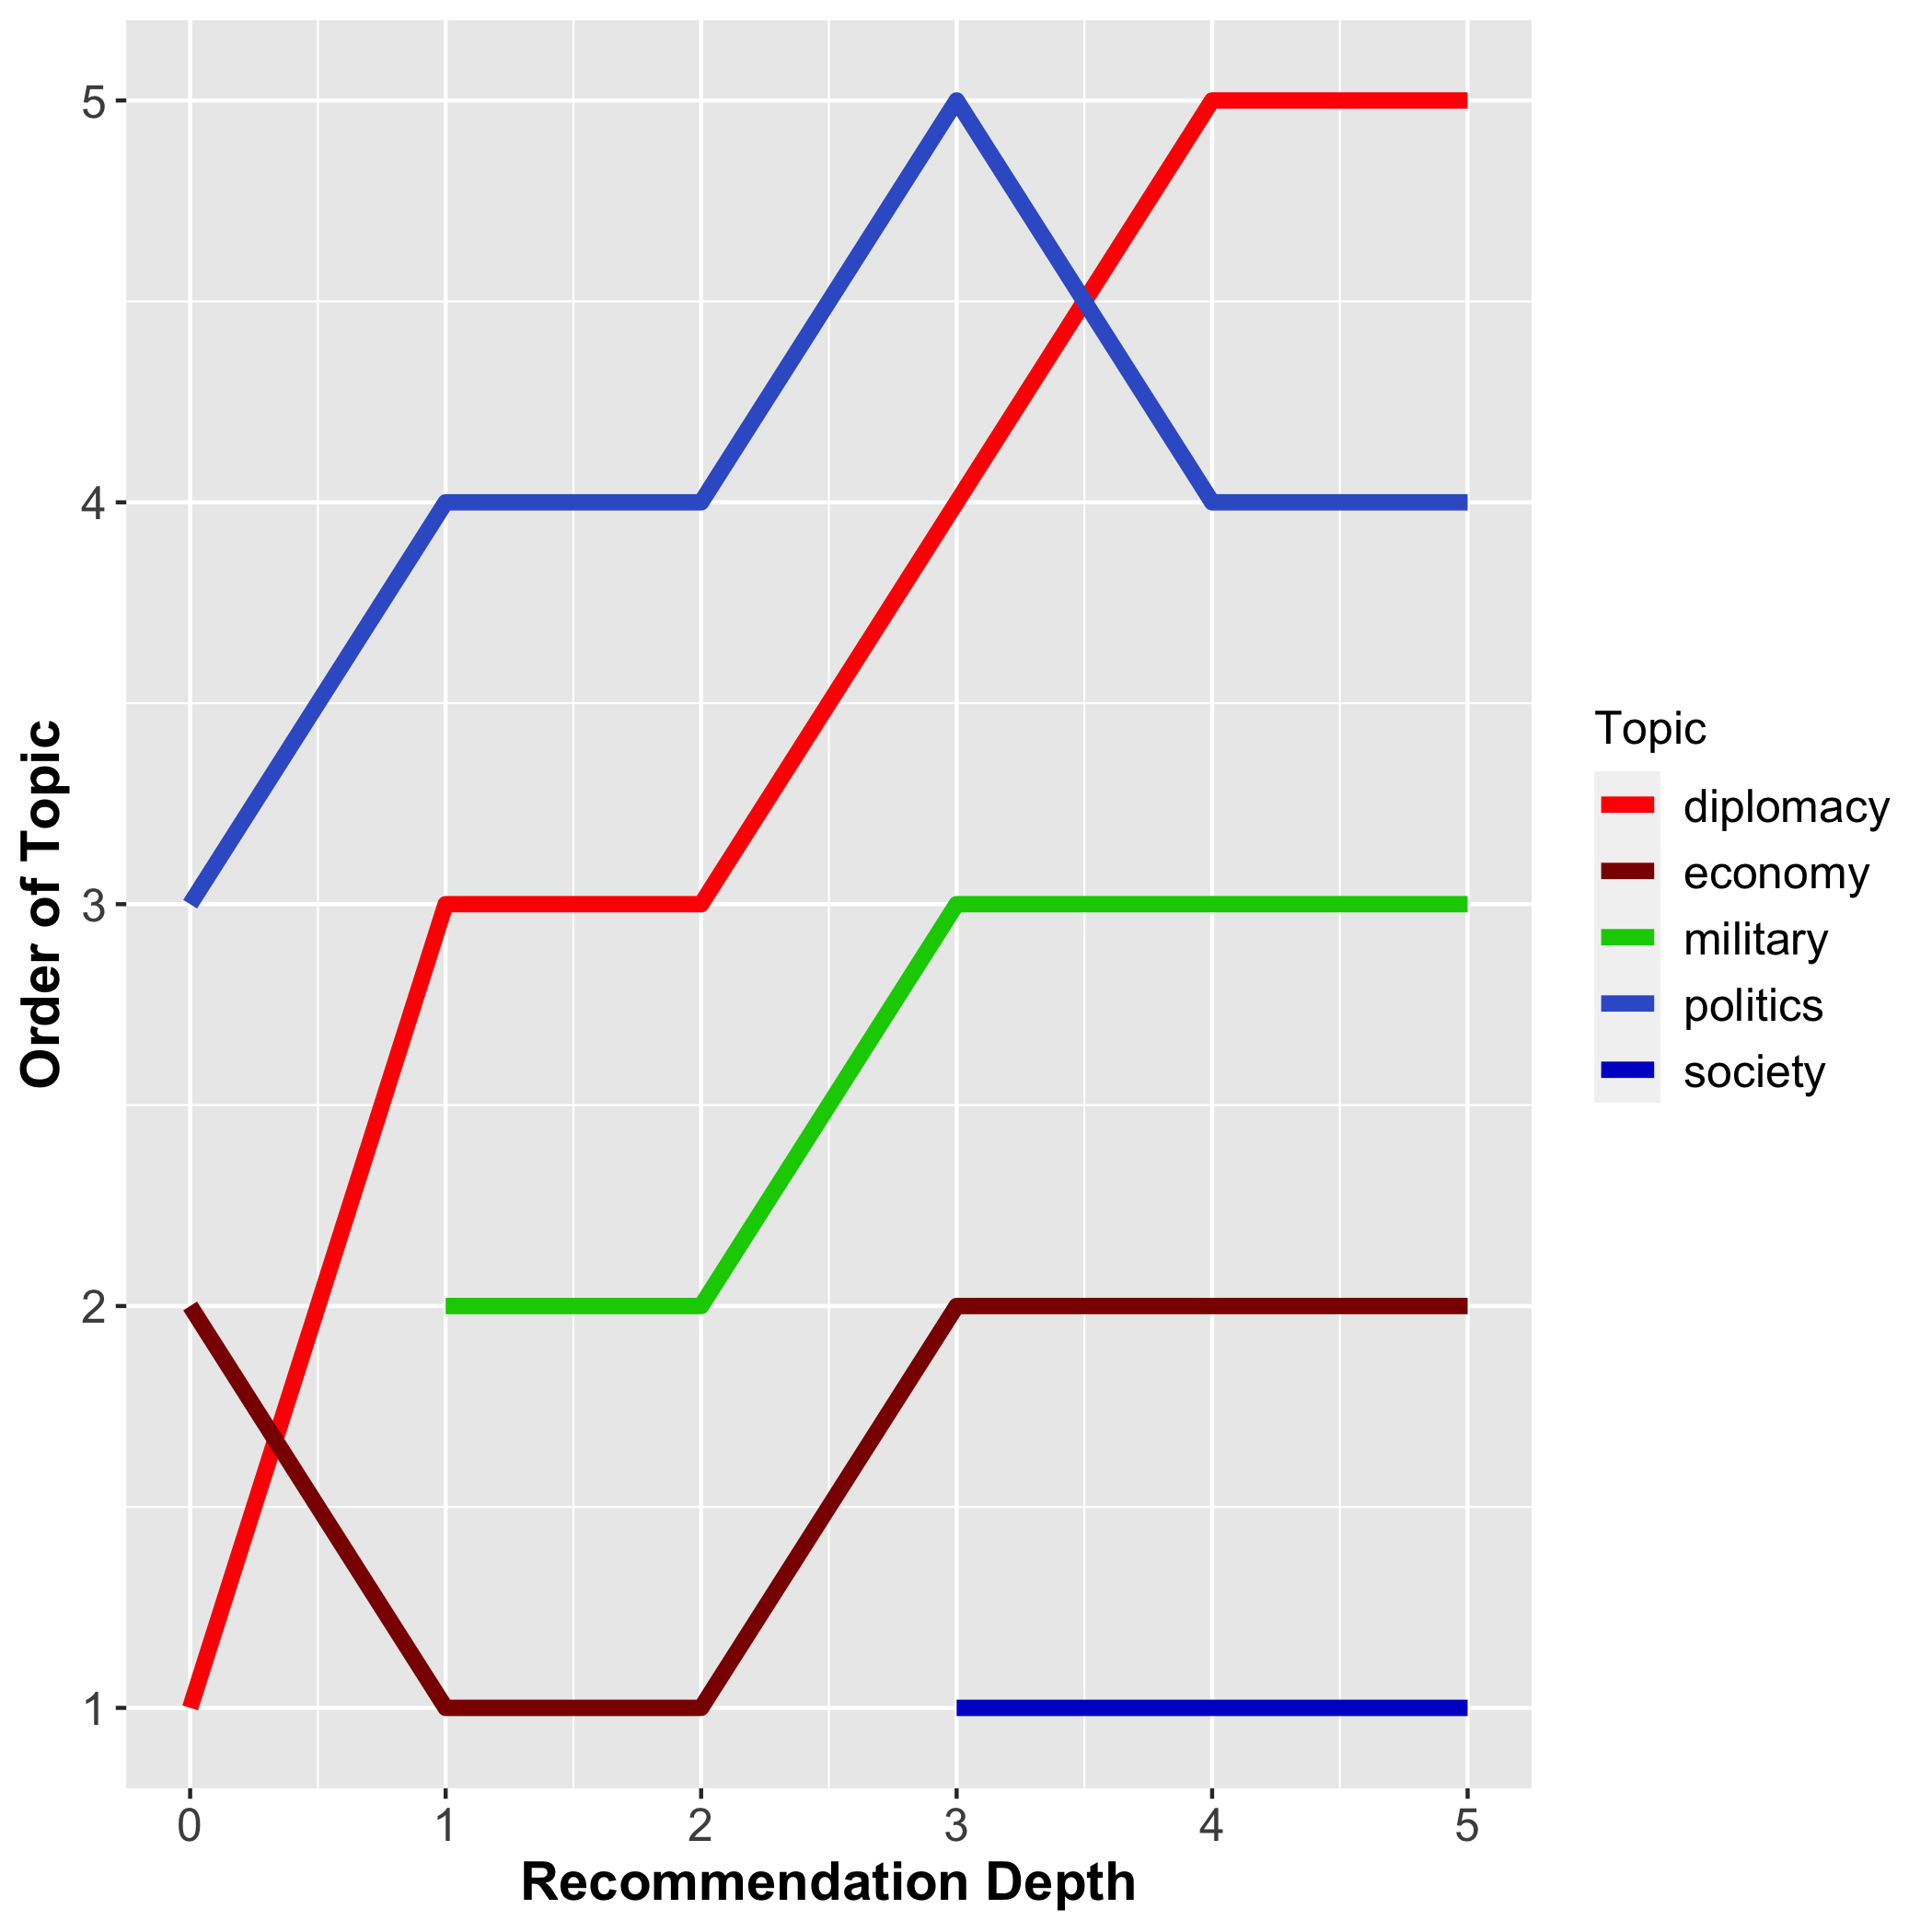 Order of Topic
5
4
3
2
1
0 1 2 3 4 5
Recommendation Depth
Topic
diplomacy
economy
military
politics
society